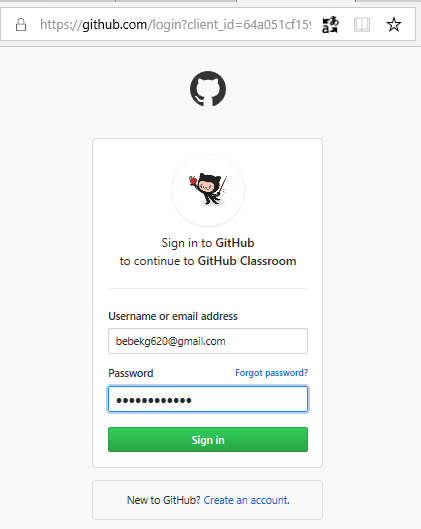 https://github.com/login?client_id=64a051cf159
Sign in to GitHub
to continue to GitHub Classroom
Username or email address
bebekg620@gmail.com
Password Forgot password?
••••••••••••
Sign in
New to GitHub? Create an account.